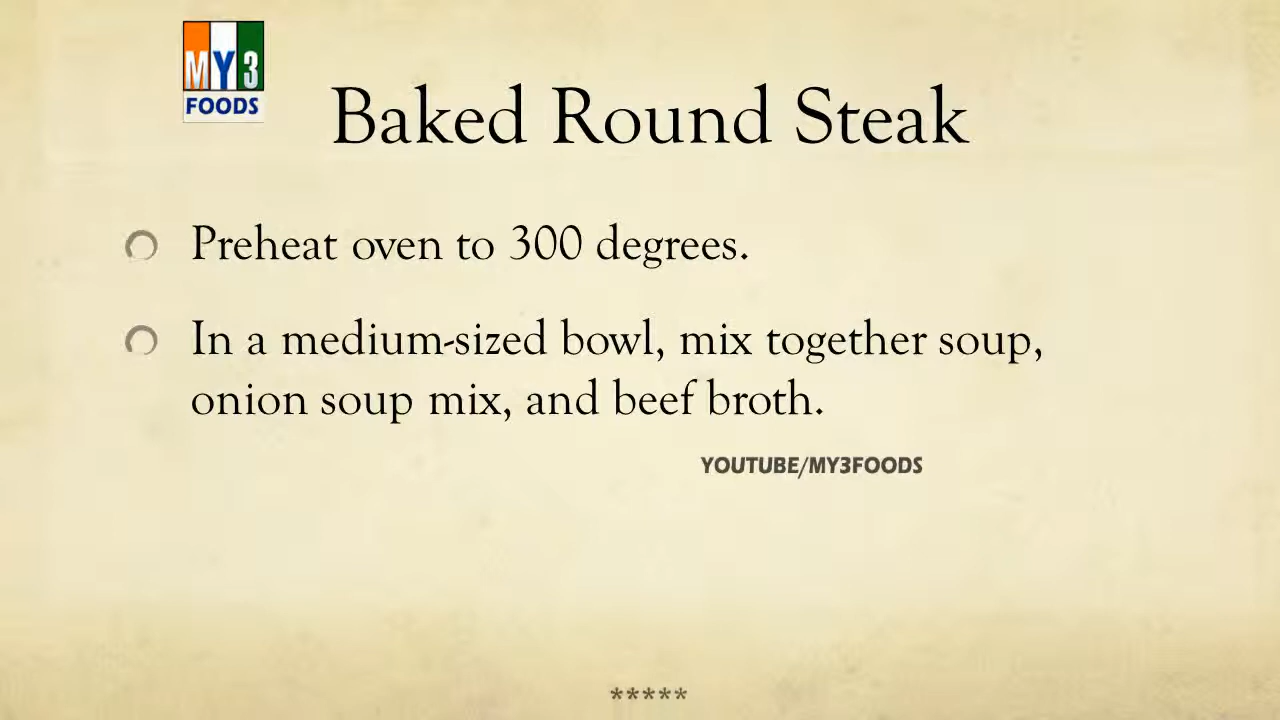 MY3
FOODS
Baked Round Steak
Preheat oven to 300 degrees.
In a medium-sized bowl, mix together soup,
onion soup mix, and beef broth.
YOUTUBE/MY3FOODS
*****